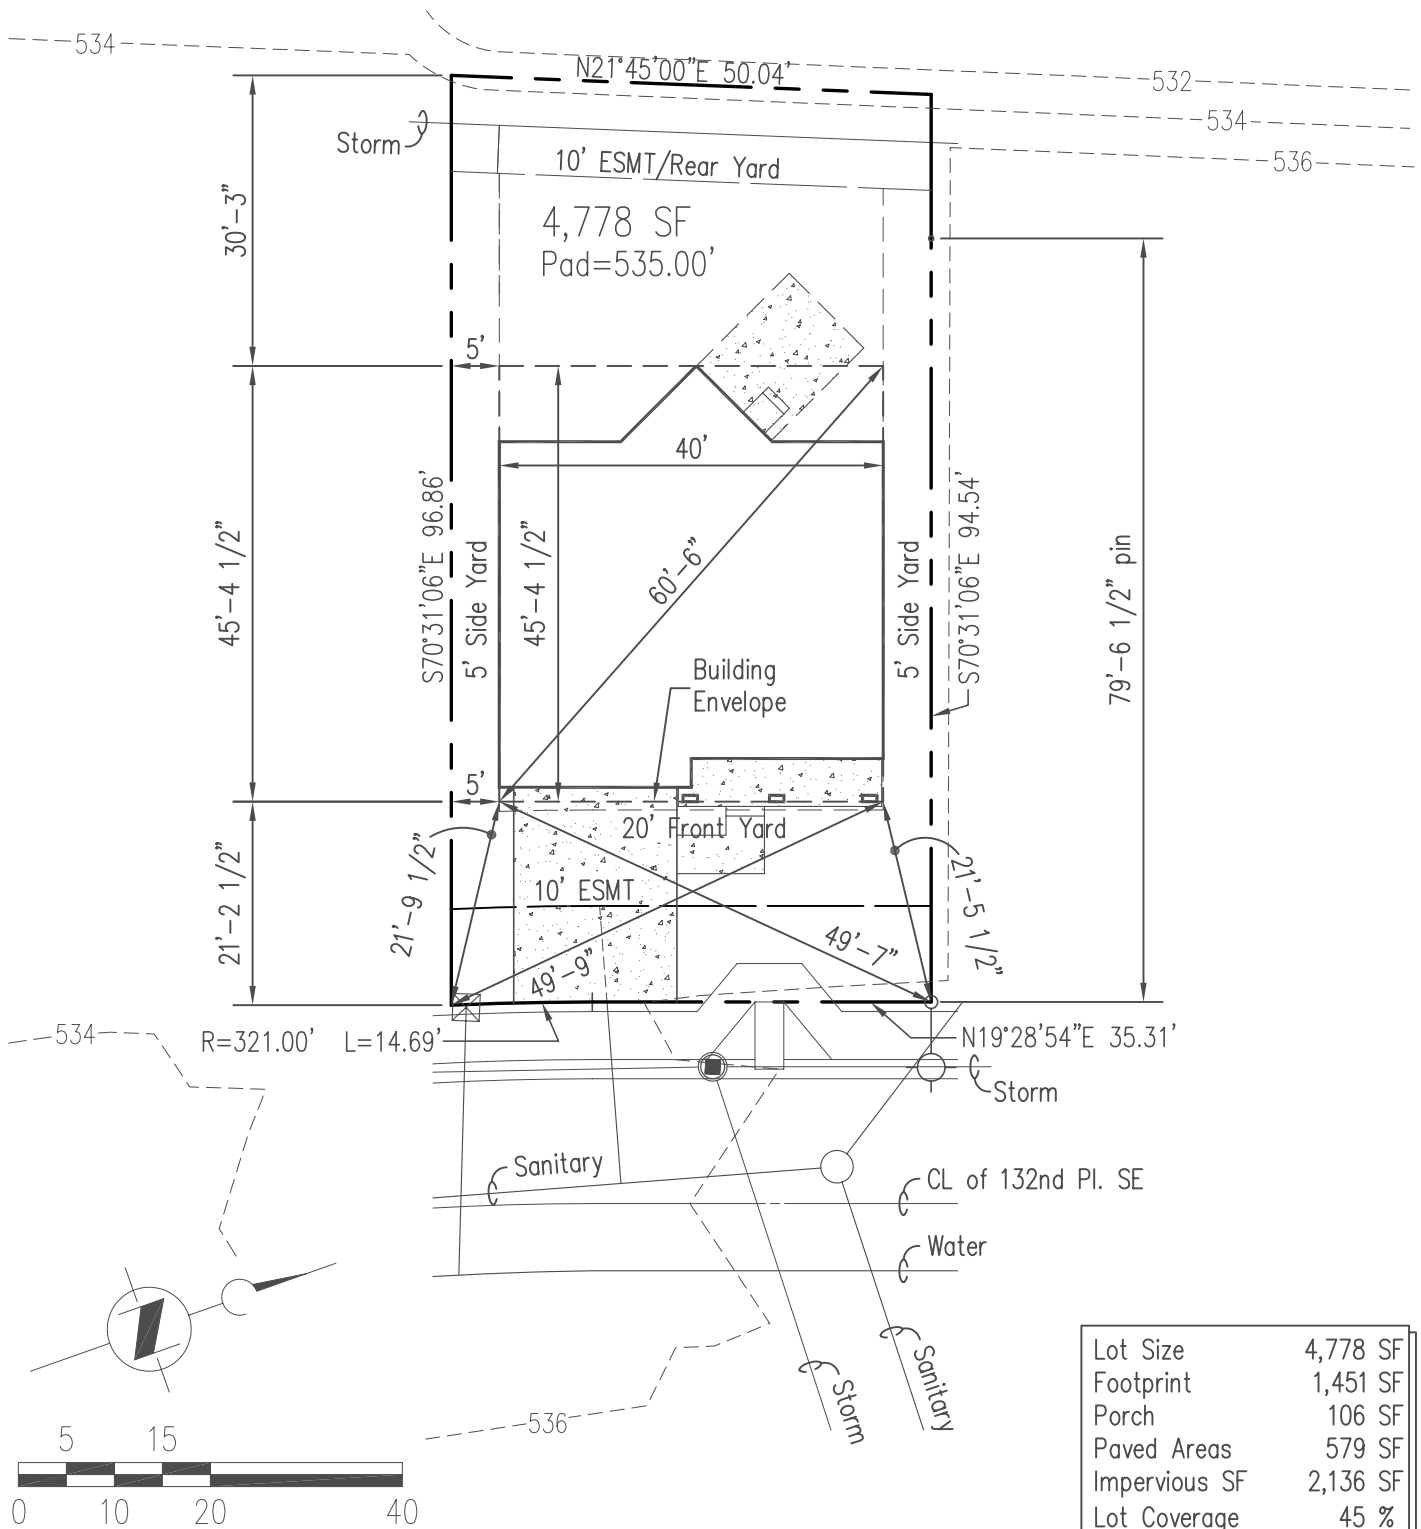 534
N21°45'00"E 50.04'
532
534
536
Storm
10' ESMT/Rear Yard
4,778 SF
Pad=535.00'
30'-3"
5'
40'
S70°31'06"E 96.86'
5' Side Yard
45'-4 1/2"
45'-4 1/2"
60'-6"
5' Side Yard
S70°31'06"E 94.54'
79'-6 1/2" pin
Building
Envelope
5'
20' Front Yard
21'-2 1/2"
21'-9 1/2"
10' ESMT
49'-9"
49'-7"
21'-5 1/2"
534
R=321.00'
L=14.69'
N19°28'54"E 35.31'
Storm
Sanitary
CL of 132nd Pl. SE
Water
Sanitary
Storm
536
5 15
0 10 20 40
Lot Size 4,778 SF
Footprint 1,451 SF
Porch 106 SF
Paved Areas 579 SF
Impervious SF 2,136 SF
Lot Coverage 45 %